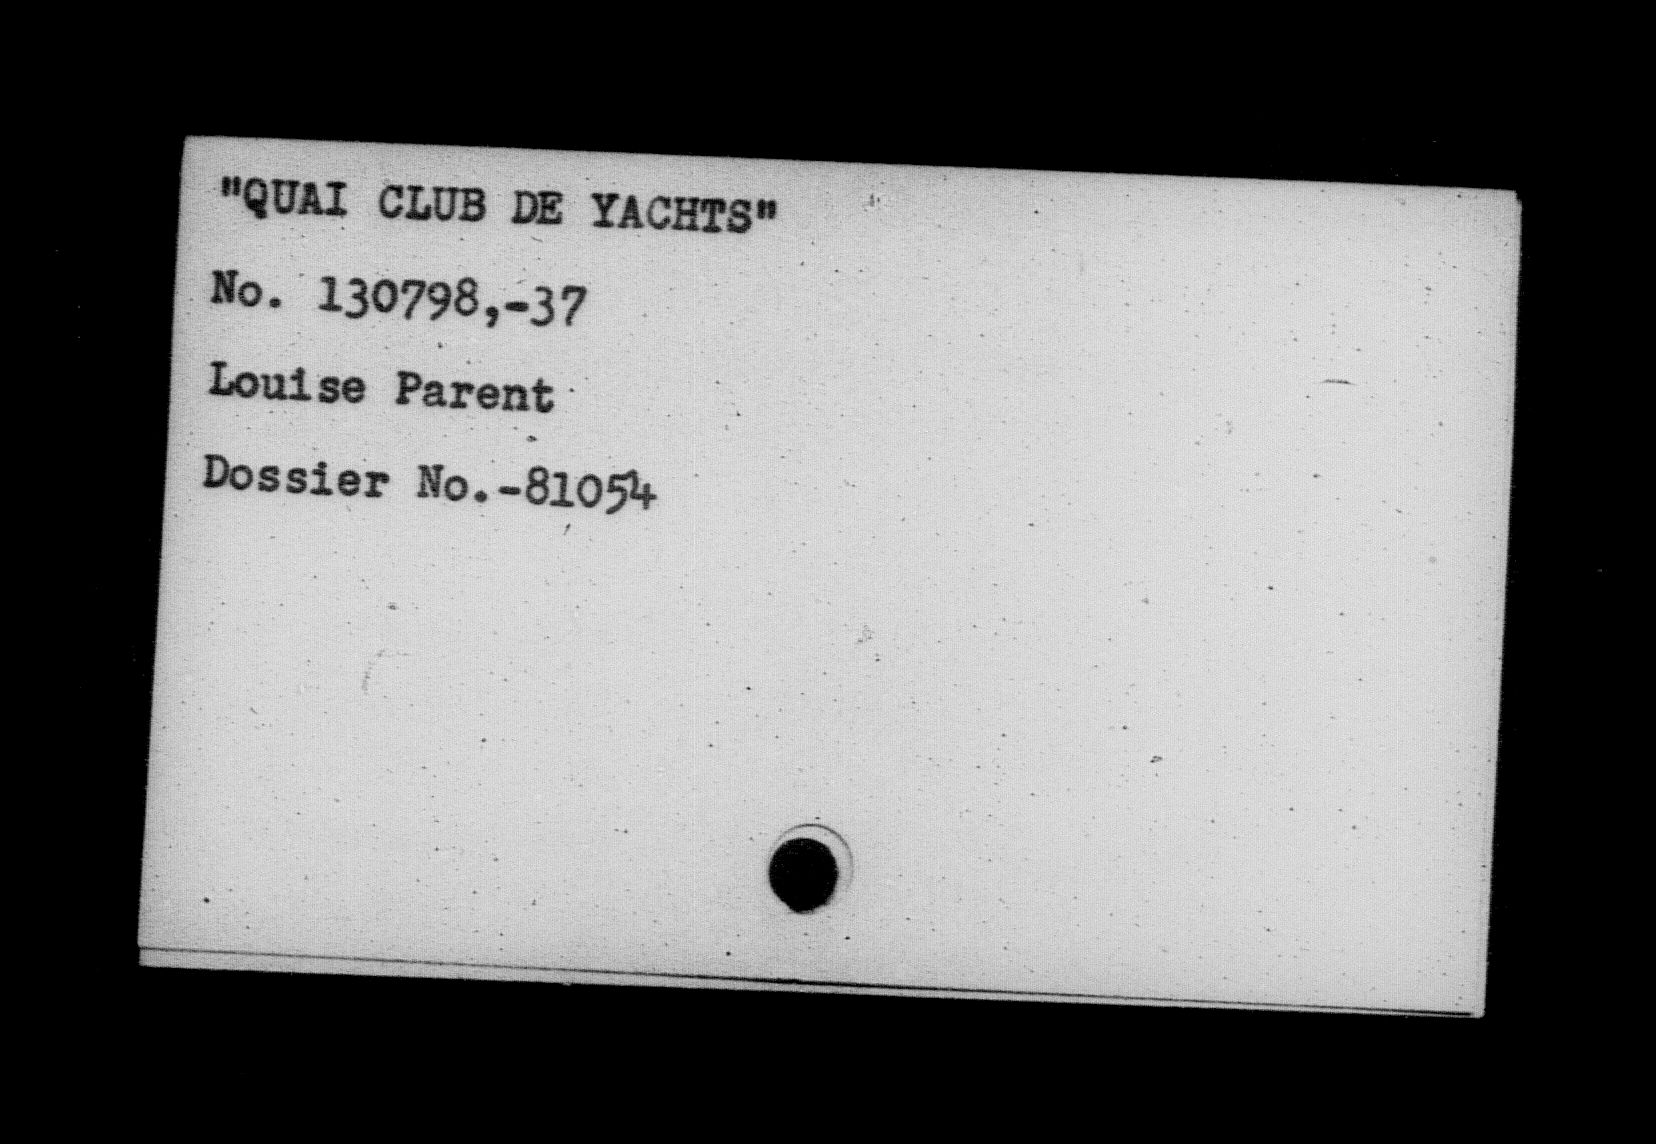 "QUAI CLUB DE YACHTS"
No. 130798,-37
Louise Parent
Dossier No.-81054